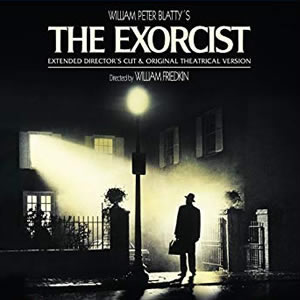 WILLIAM PETER BLATTY´S
THE EXORCIST
EXTENDED DIRECTOR'S CUT & ORIGINAL THEATRICAL VERSION
Directed by WILLIAM FRIEDKIN